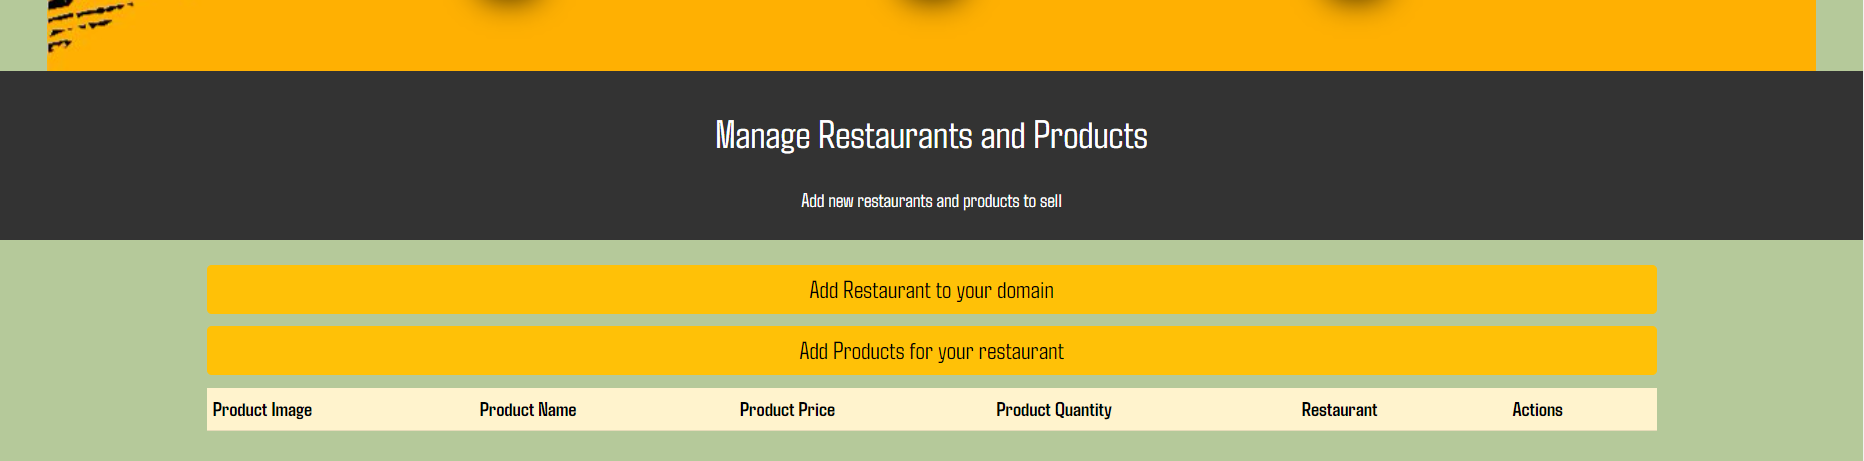 Manage Restaurants and Products
Add new restaurants and products to sell
Add Restaurant to your domain
Add Products for your restaurant
Product Image Product Name Product Price Product Quantity Restaurant Actions